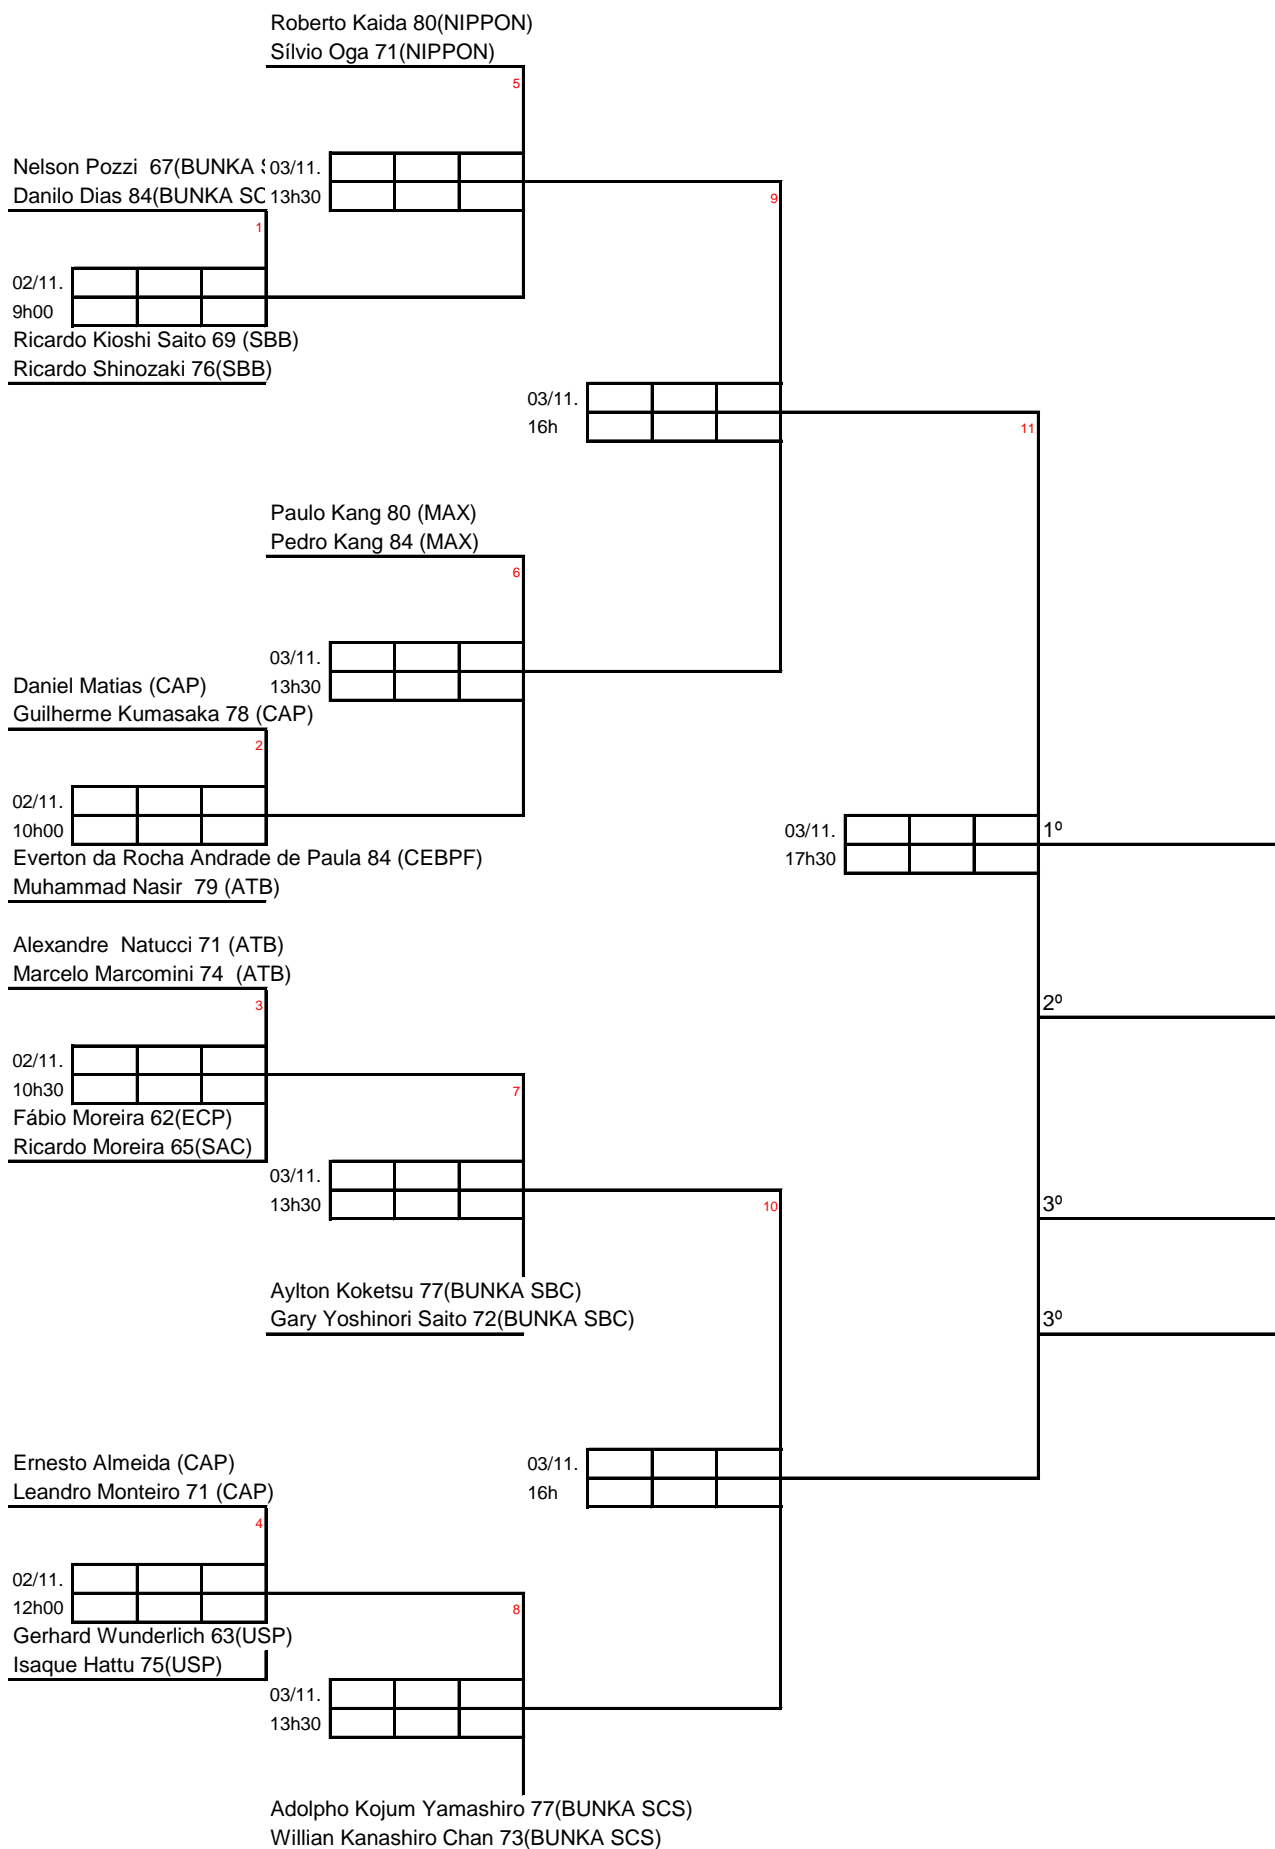 Roberto Kaida 80(NIPPON)
Sílvio Oga 71(NIPPON)
5
Nelson Pozzi  67(BUNKA
03/11.
Danilo Dias 84(BUNKA SC
13h30
9
1
02/11.
9h00
Ricardo Kioshi Saito 69 (SBB)
Ricardo Shinozaki 76(SBB)
03/11.
16h
11
Paulo Kang 80 (MAX)
Pedro Kang 84 (MAX)
6
03/11.
13h30
Daniel Matias (CAP)
Guilherme Kumasaka 78 (CAP)
2
02/11.
10h00
03/11.
17h30
1º
Everton da Rocha Andrade de Paula 84 (CEBPF)
Muhammad Nasir  79 (ATB)
Alexandre  Natucci 71 (ATB)
Marcelo Marcomini 74  (ATB)
3
2º
02/11.
10h30
7
Fábio Moreira 62(ECP)
Ricardo Moreira 65(SAC)
03/11.
13h30
10
3º
Aylton Koketsu 77(BUNKA SBC)
Gary Yoshinori Saito 72(BUNKA SBC)
3º
Ernesto Almeida (CAP)
Leandro Monteiro 71 (CAP)
03/11.
16h
4
02/11.
12h00
8
Gerhard Wunderlich 63(USP)
Isaque Hattu 75(USP)
03/11.
13h30
Adolpho Kojum Yamashiro 77(BUNKA SCS)
Willian Kanashiro Chan 73(BUNKA SCS)